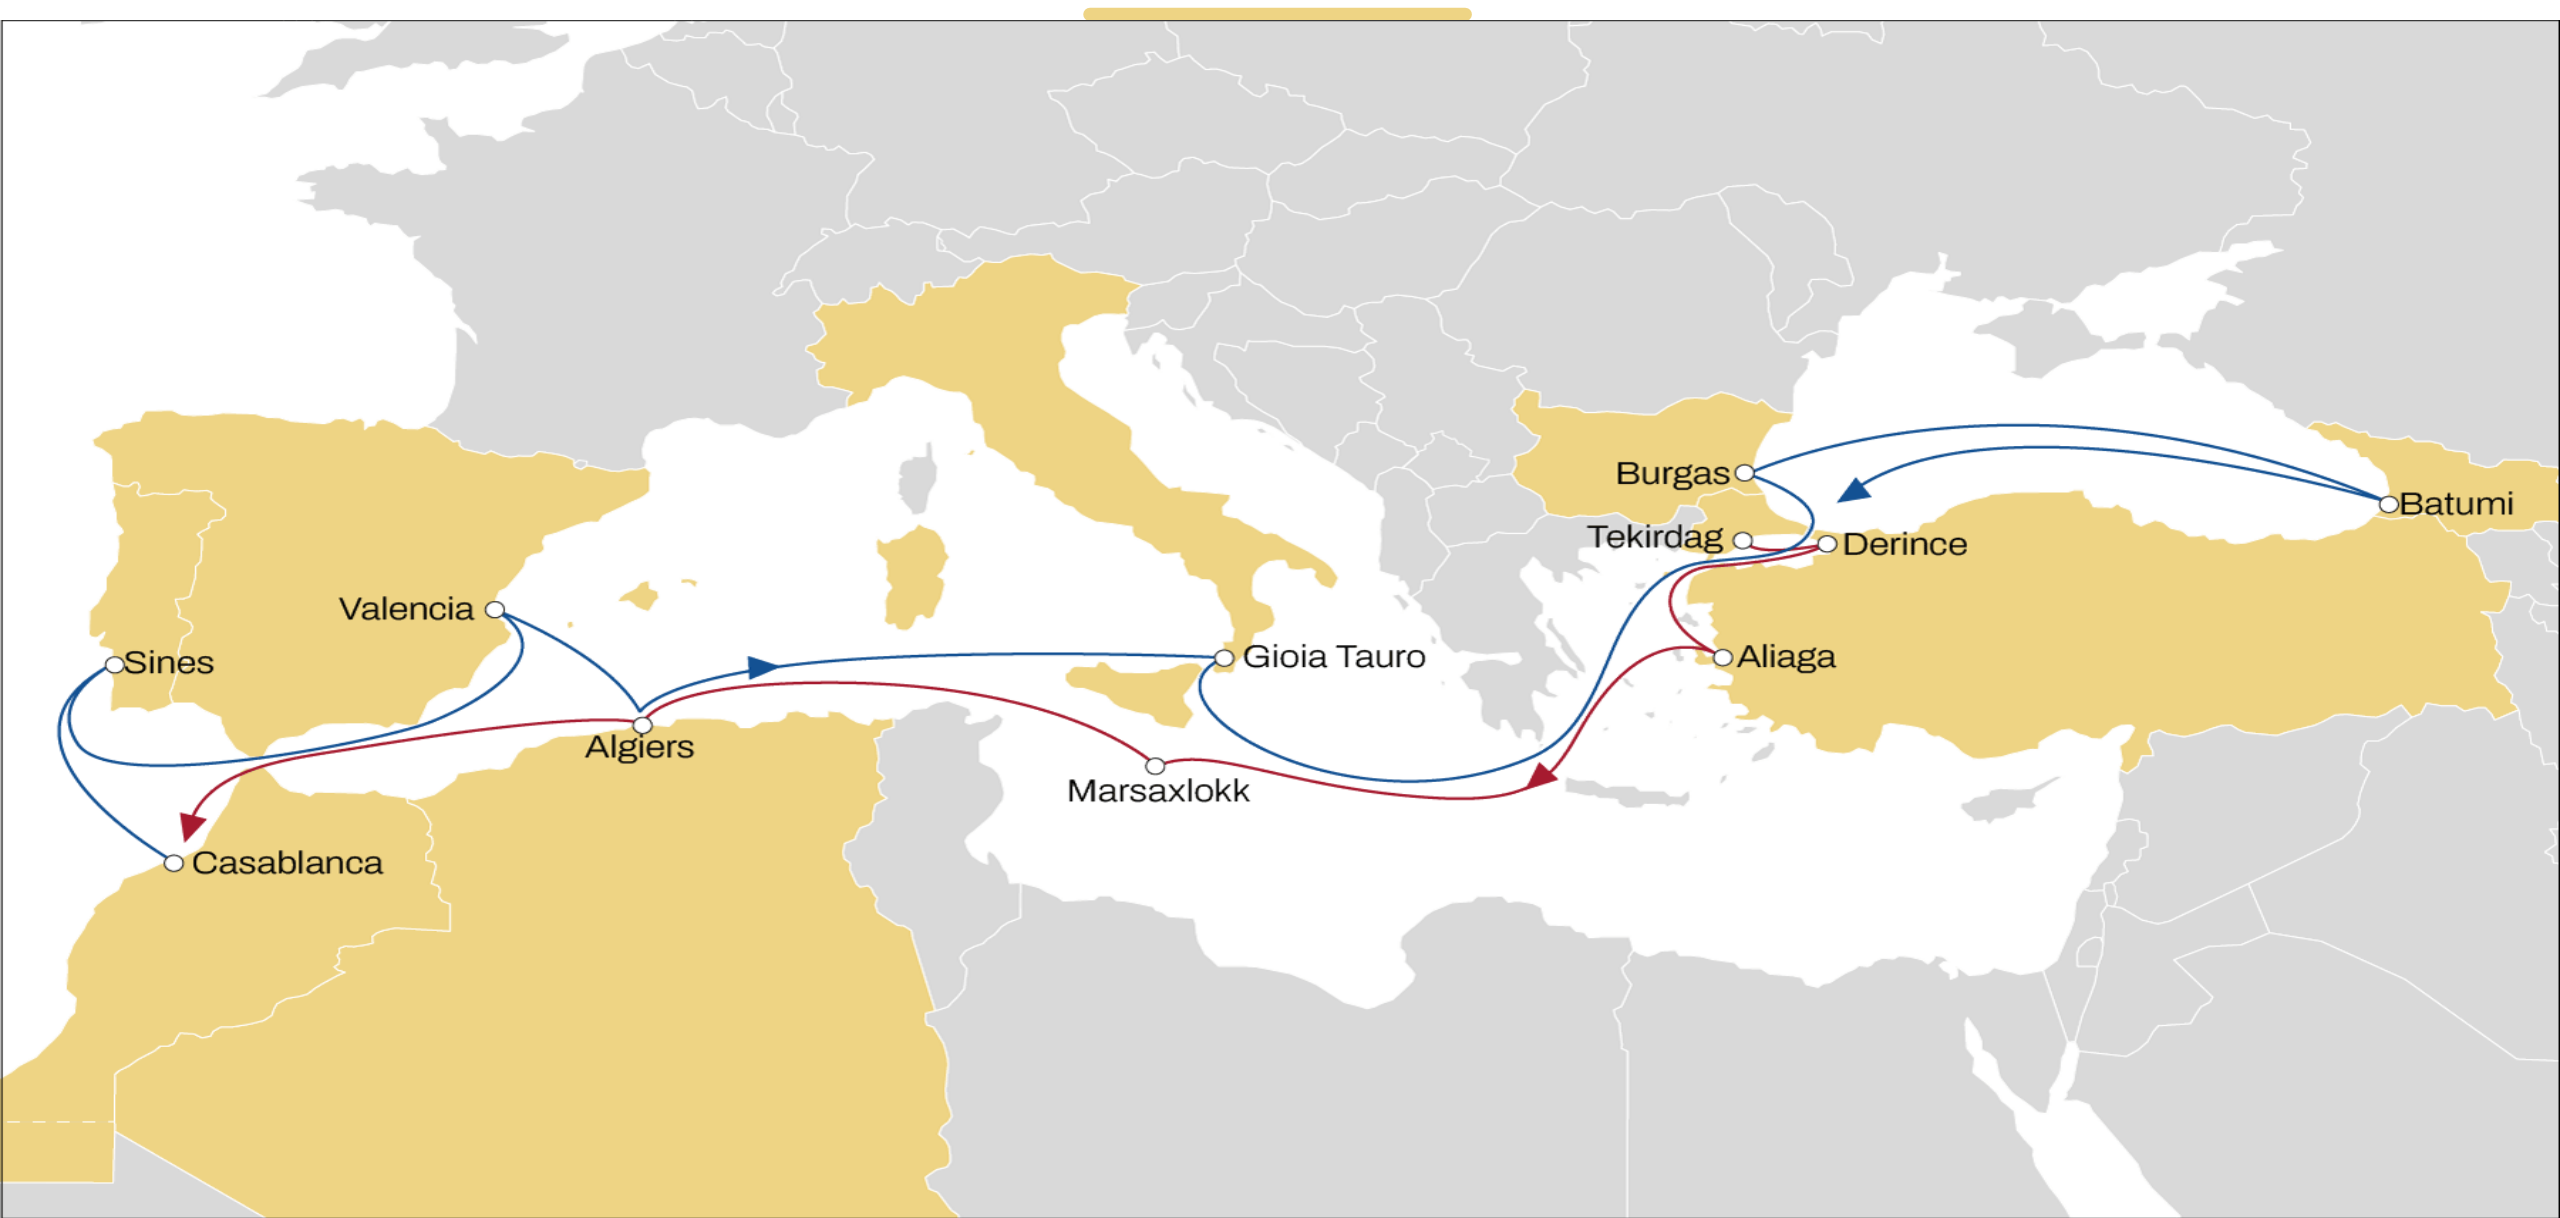 Burgas
Batumi
Tekirdag
Derince
Valencia
Sines
Gioia Tauro
Aliaga
Algiers
Marsaxlokk
Casablanca